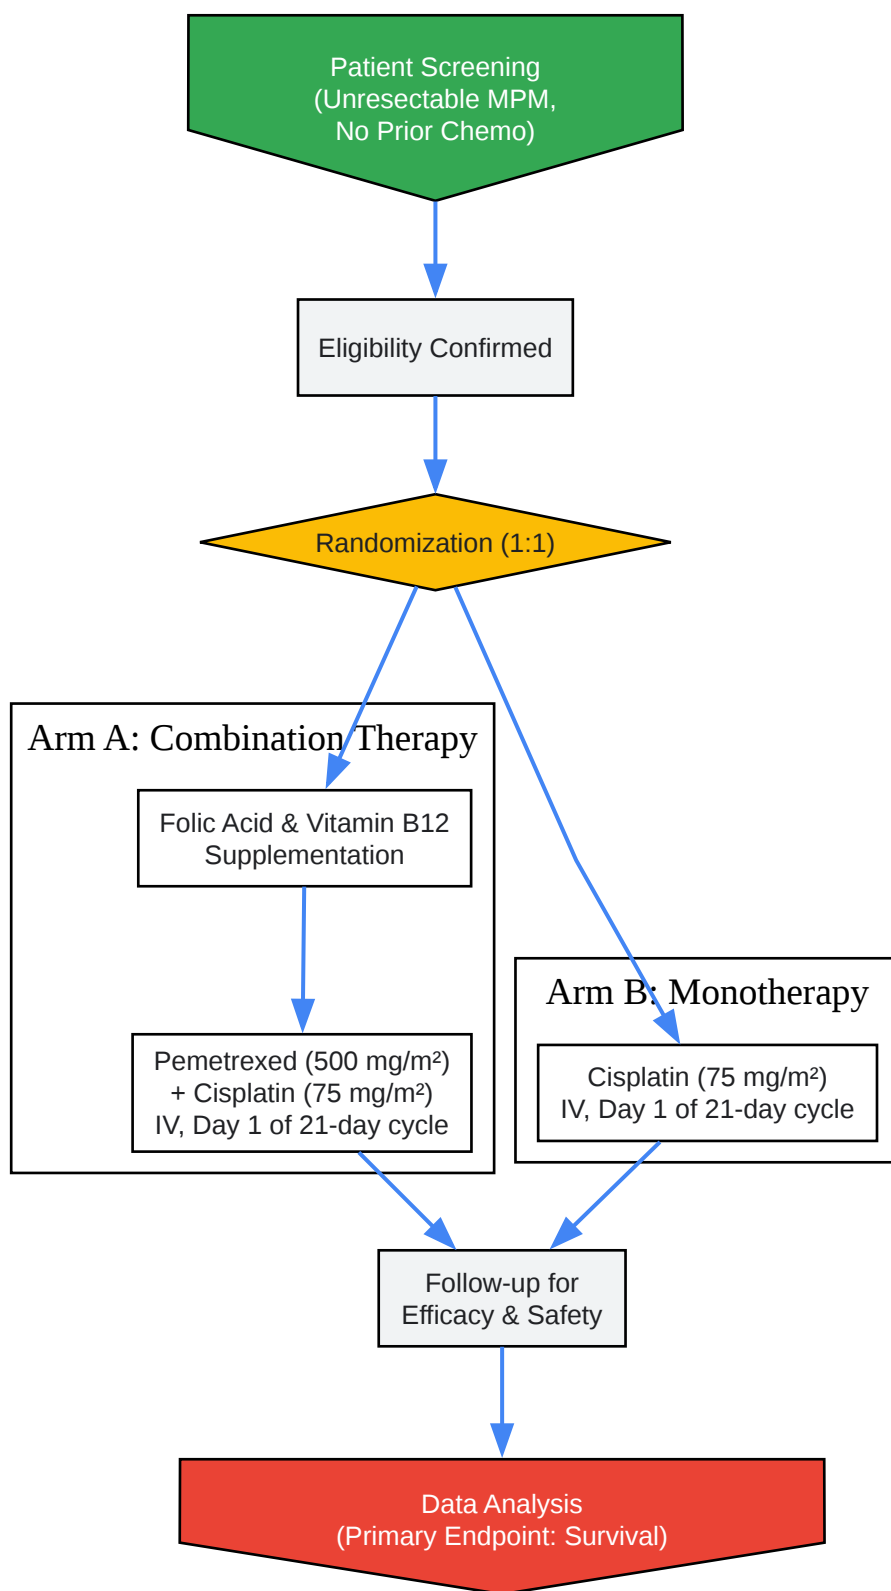 Patient Screening
(Unresectable MPM,
No Prior Chemo)
Eligibility Confirmed
Randomization (1:1)
Arm A: Combination Therapy
Folic Acid & Vitamin B12
Supplementation
Pemetrexed (500 mg/m²)
+ Cisplatin (75 mg/m²)
IV, Day 1 of 21-day cycle
Arm B: Monotherapy
Cisplatin (75 mg/m²)
IV, Day 1 of 21-day cycle
Follow-up for
Efficacy & Safety
Data Analysis
(Primary Endpoint: Survival)